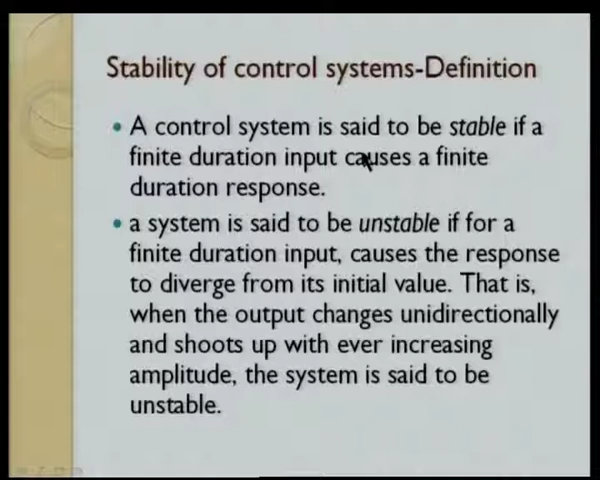 Stability of control systems-Definition
• A control system is said to be stable if a
finite duration input causes a finite
duration response.
• a system is said to be unstable if for a
finite duration input, causes the response
to diverge from its initial value. That is,
when the output changes unidirectionally
and shoots up with ever increasing
amplitude, the system is said to be
unstable.